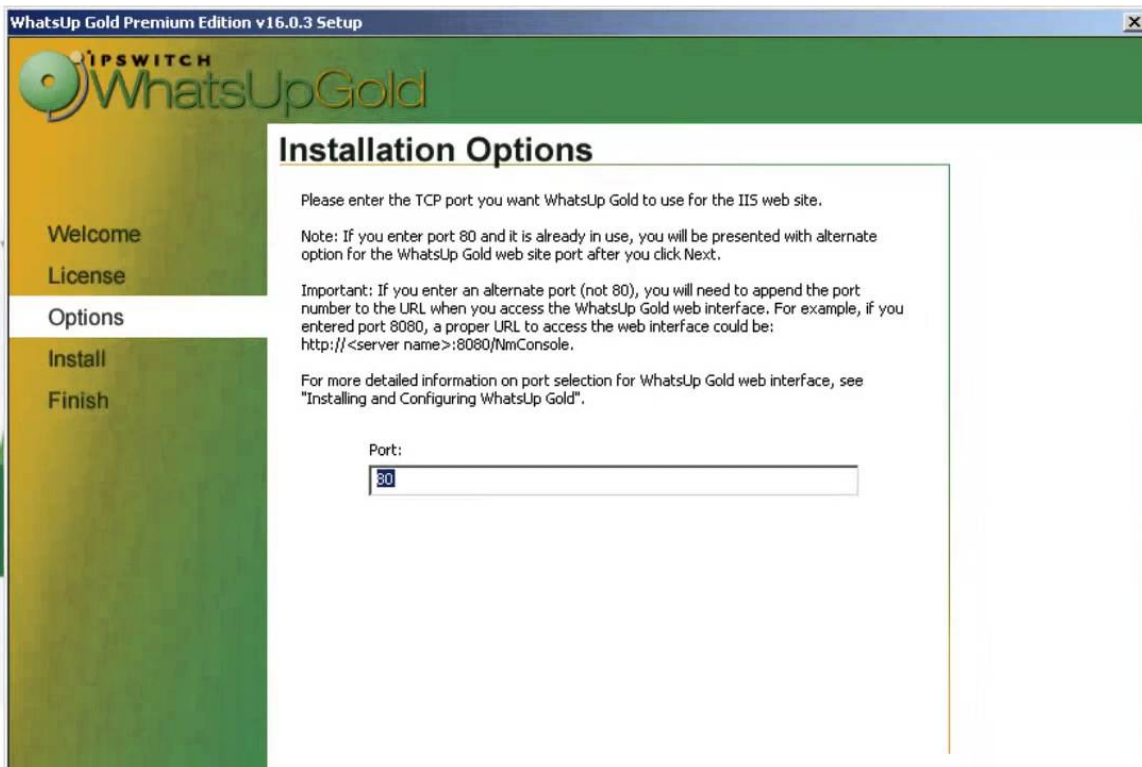 WhatsUp Gold Premium Edition v16.0.3 Setup
IPSWITCH
WhatsUpGold
Installation Options
Please enter the TCP port you want WhatsUp Gold to use for the IIS web site.
Note: If you enter port 80 and it is already in use, you will be presented with alternate
option for the WhatsUp Gold web site port after you click Next.
Important: If you enter an alternate port (not 80), you will need to append the port
number to the URL when you access the WhatsUp Gold web interface. For example, if you
entered port 8080, a proper URL to access the web interface could be:
http://<server name>:8080/NmConsole.
For more detailed information on port selection for WhatsUp Gold web interface, see
"Installing and Configuring WhatsUp Gold".
Port:
80
Welcome
License
Options
Install
Finish